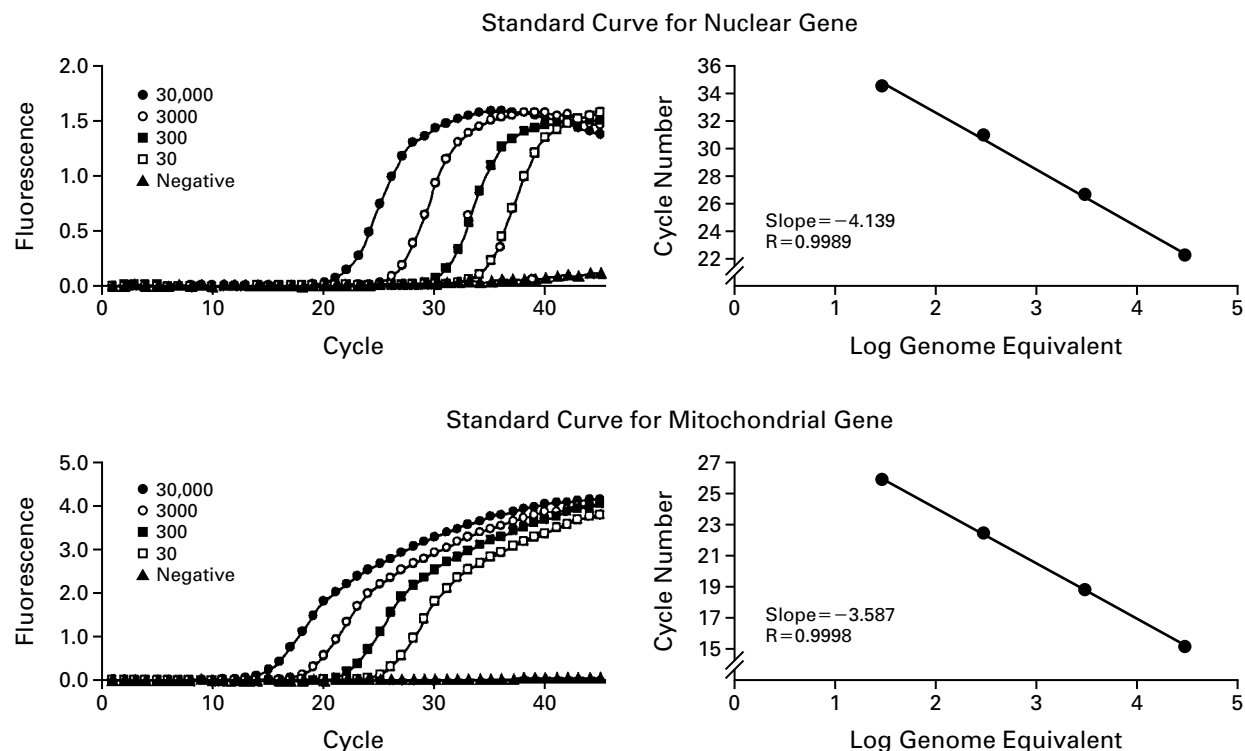 Standard Curve for Nuclear Gene
2.0
1.5
1.0
0.5
0.0
Fluorescence
30,000
3000
300
30
Negative
0 10 20 30 40
Cycle
36
34
31
28
26
24
22
Cycle Number
Slope=−4.139
R=0.9989
0 1 2 3 4 5
Log Genome Equivalent
Standard Curve for Mitochondrial Gene
5.0
4.0
3.0
2.0
1.0
0.0
Fluorescence
30,000
3000
300
30
Negative
0 10 20 30 40
Cycle
27
25
23
21
19
17
15
Cycle Number
Slope=−3.587
R=0.9998
0 1 2 3 4 5
Log Genome Equivalent